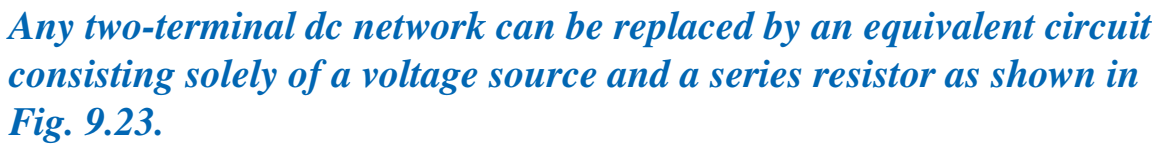 Any two-terminal dc network can be replaced by an equivalent circuit
consisting solely of a voltage source and a series resistor as shown in
Fig. 9.23.